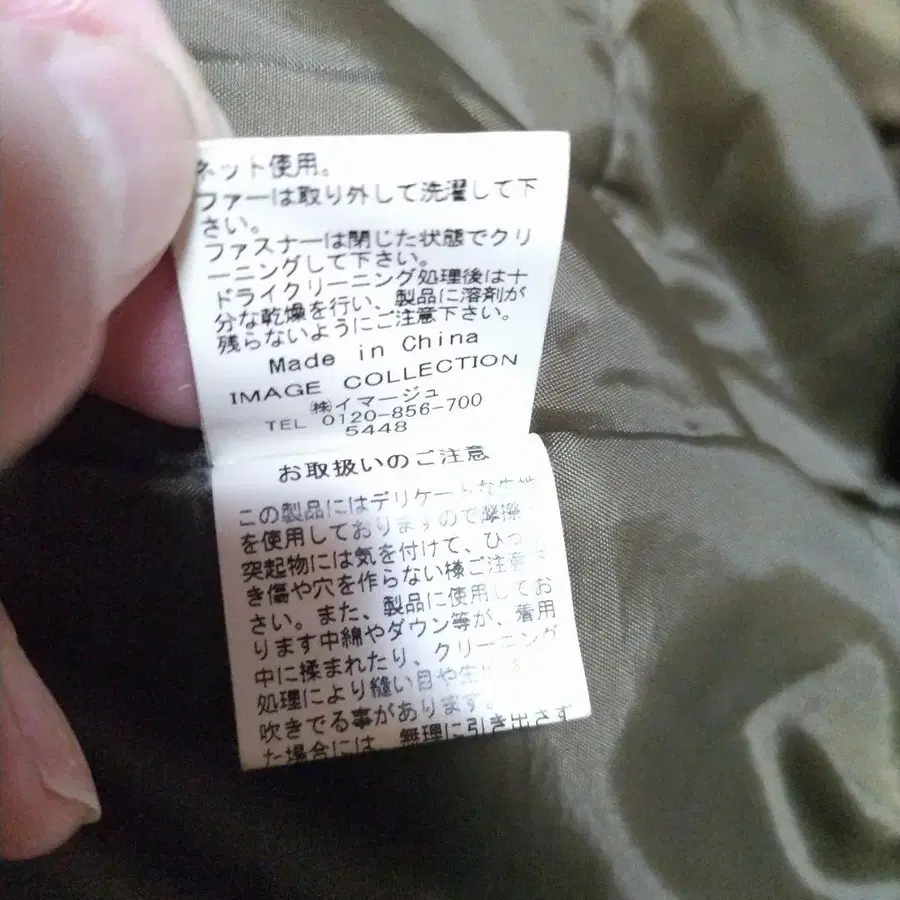 ネット使用。
ファーは取り外して洗濯して下
さい。
ファスナーは閉じた状態でクリ
ーニングして下さい。
ドライクリーニング処理後は十
分な乾燥を行い、製品に溶剤が
残らないようにご注意下さい。
Made in China
IMAGE COLLECTION
㈱イマージュ
TEL 0120-856-700
5448
お取扱いのご注意
この製品にはデリケートな生地
を使用しておりますので摩擦、
突起物には気を付けて、ひっ
き傷や穴を作らない様ご注意
さい。また、製品に使用してお
ります中綿やダウン等が、着用
中に揉まれたり、クリーニング
処理により縫い目や生
吹きでる事があります。
た場合には、無理に引き出さず